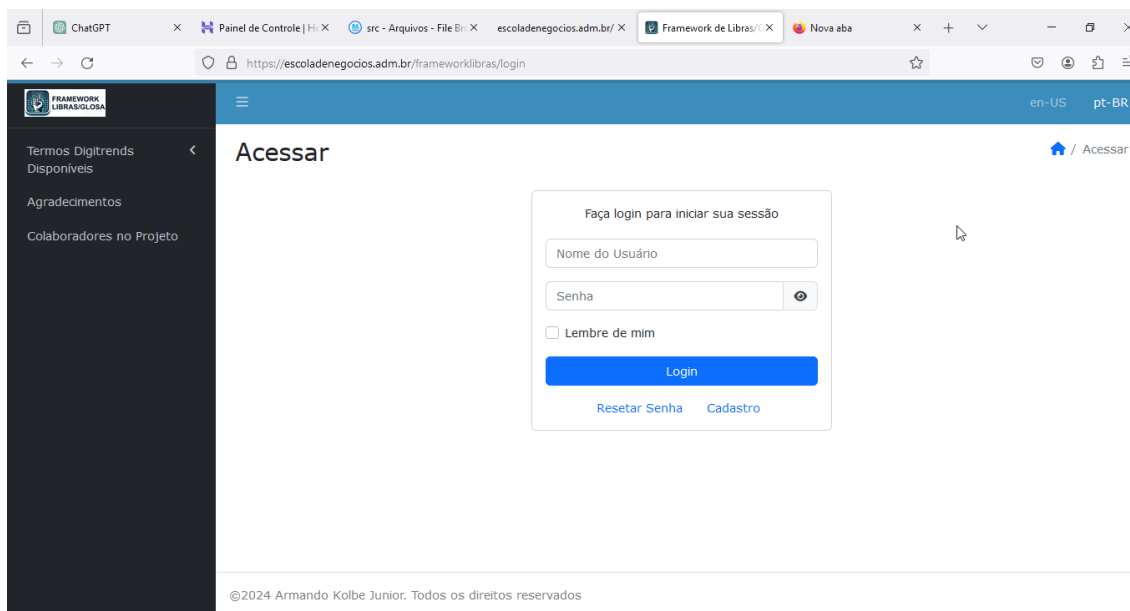 ChatGPT
Painel de Controle | Ho
src - Arquivos - File Bro
escoladenegocios.adm.br/
Framework de Libras/G
Nova aba
https://escoladenegocios.adm.br/frameworklibras/login
FRAMEWORK
LIBRAS/GLOSA
en-US pt-BR
Termos Digitrends
Disponíveis
Agradecimentos
Colaboradores no Projeto
Acessar
/ Acessar
Faça login para iniciar sua sessão
Nome do Usuário
Senha
Lembre de mim
Login
Resetar Senha Cadastro
©2024 Armando Kolbe Junior. Todos os direitos reservados